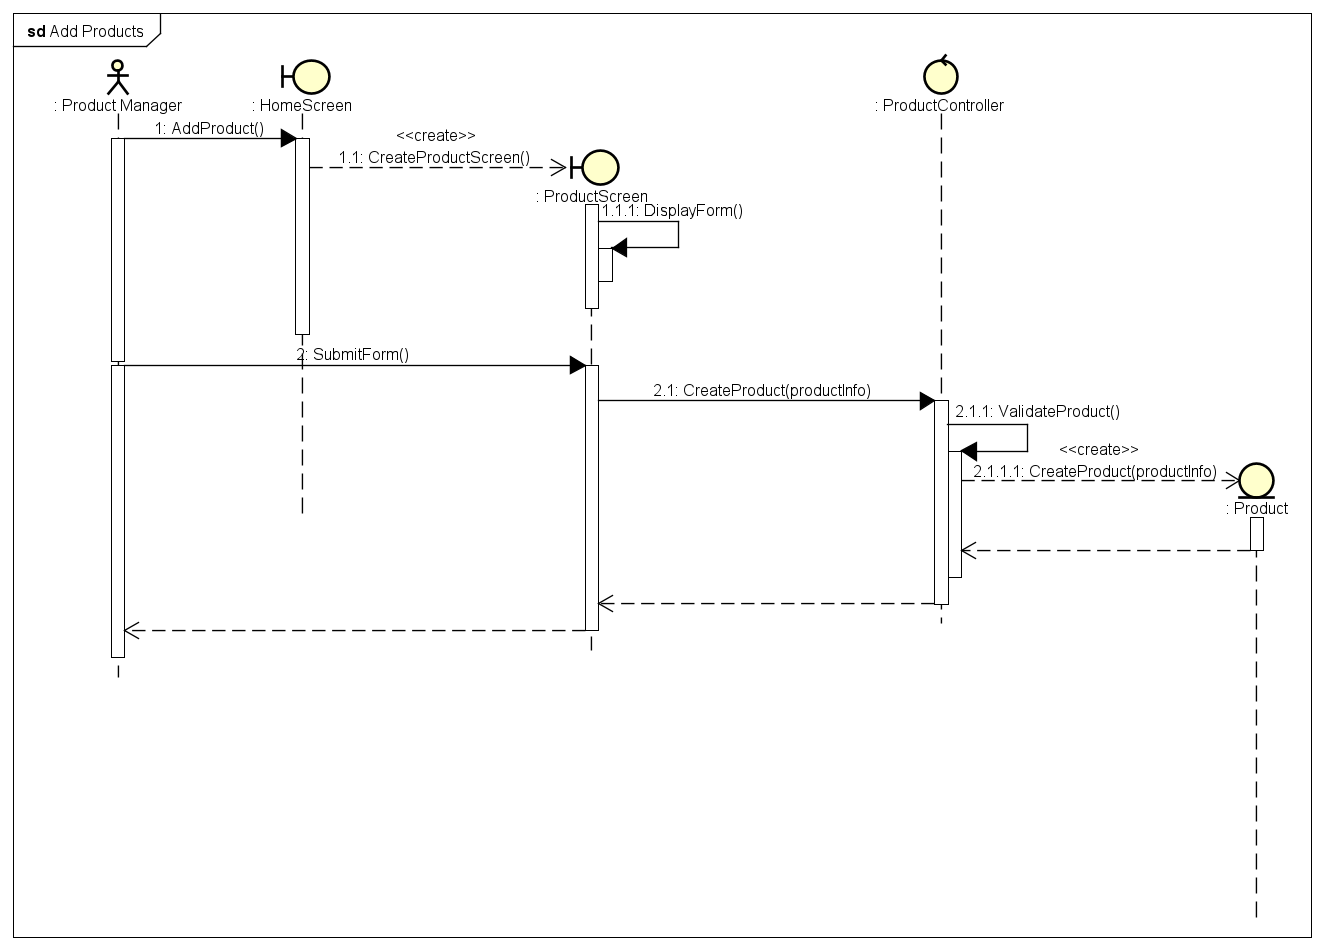 sd Add Products
: Product Manager
: HomeScreen
: ProductController
1: AddProduct()
<<create>>
1.1: CreateProductScreen()
: ProductScreen
1.1.1: DisplayForm()
2: SubmitForm()
2.1: CreateProduct(productInfo)
2.1.1: ValidateProduct()
<<create>>
2.1.1.1: CreateProduct(productInfo)
: Product